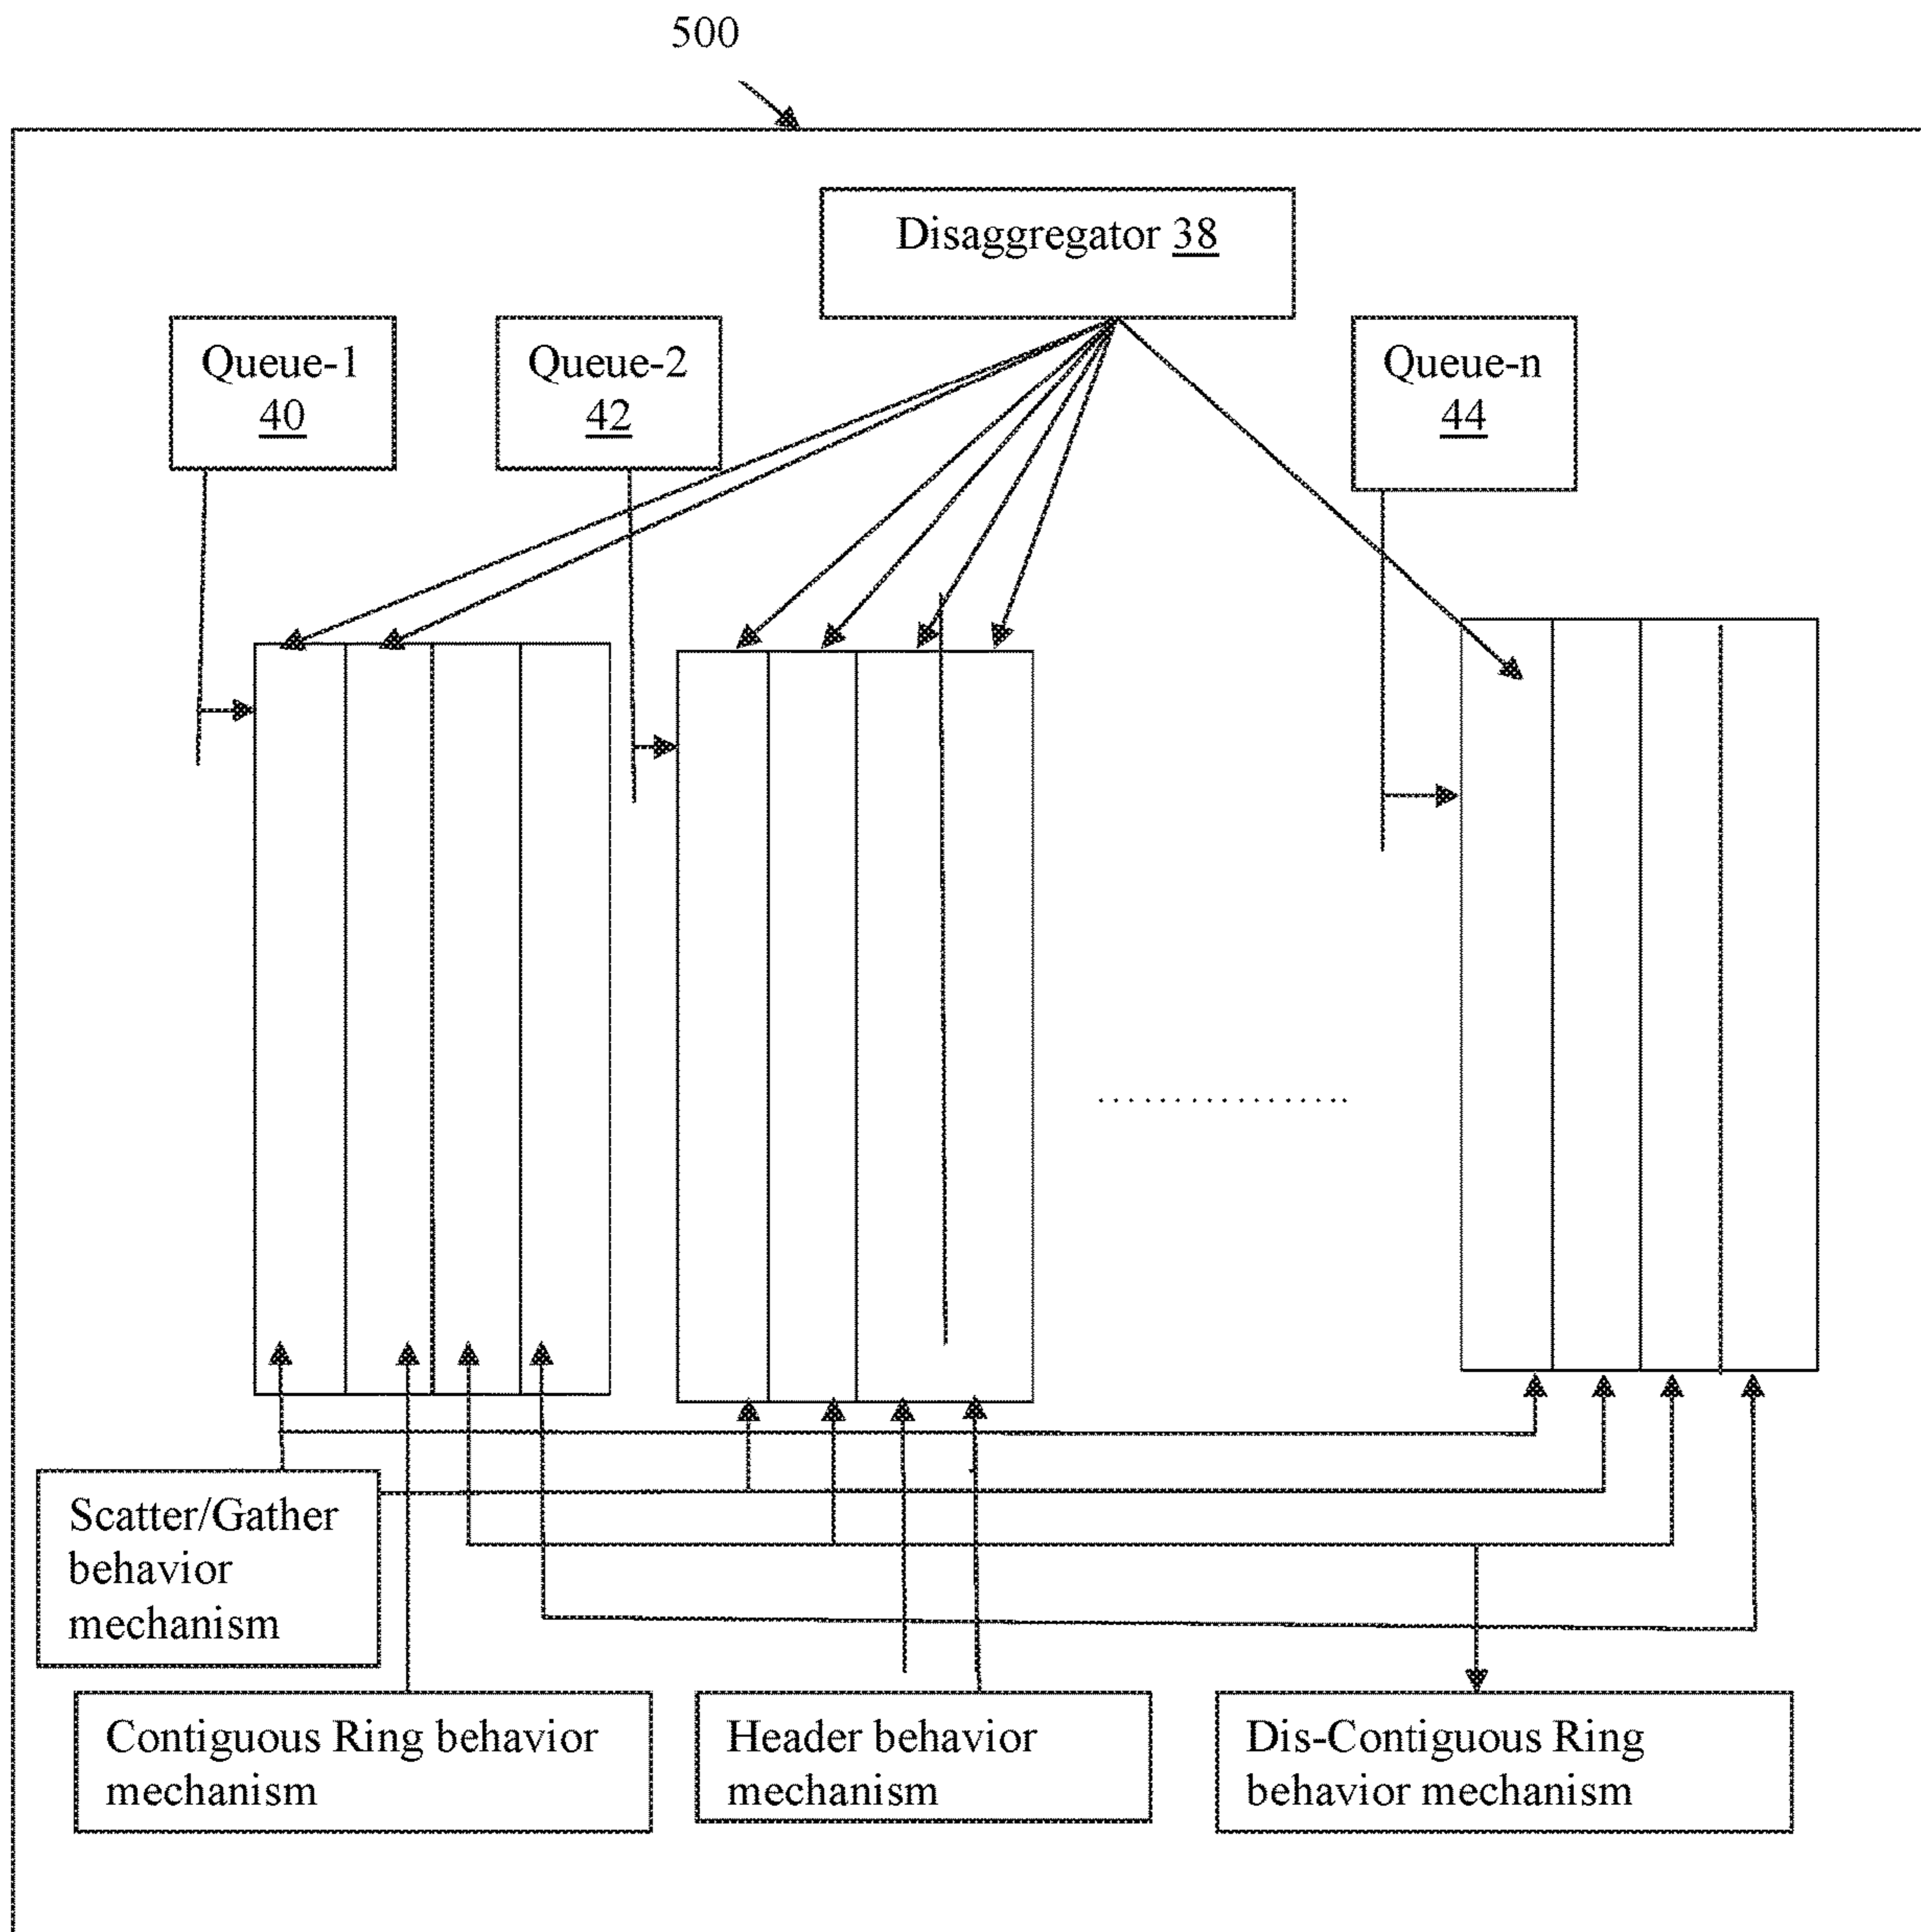 500
Disaggregator 38
Queue-1
40
Queue-2
42
Queue-n
44
Scatter/Gather
behavior
mechanism
Contiguous Ring behavior
mechanism
Header behavior
mechanism
Dis-Contiguous Ring
behavior mechanism